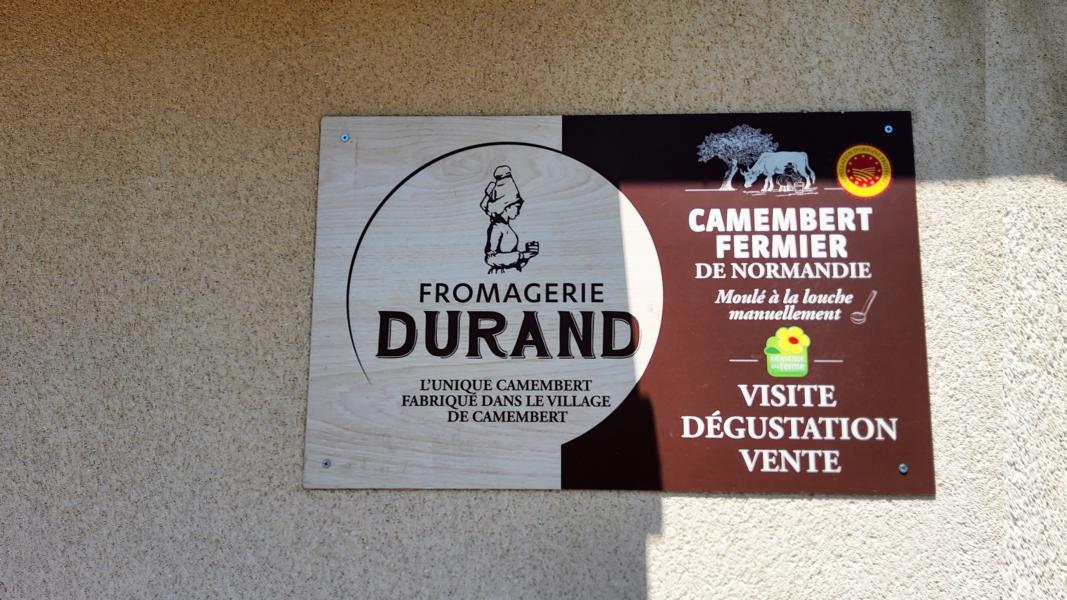 FROMAGERIE
DURAND
L'UNIQUE CAMEMBERT
FABRIQUÉ DANS LE VILLAGE
DE CAMEMBERT
CAMEMBERT
FERMIER
DE NORMANDIE
Moulé à la louche
manuellement
VISITE
DÉGUSTATION
VENTE